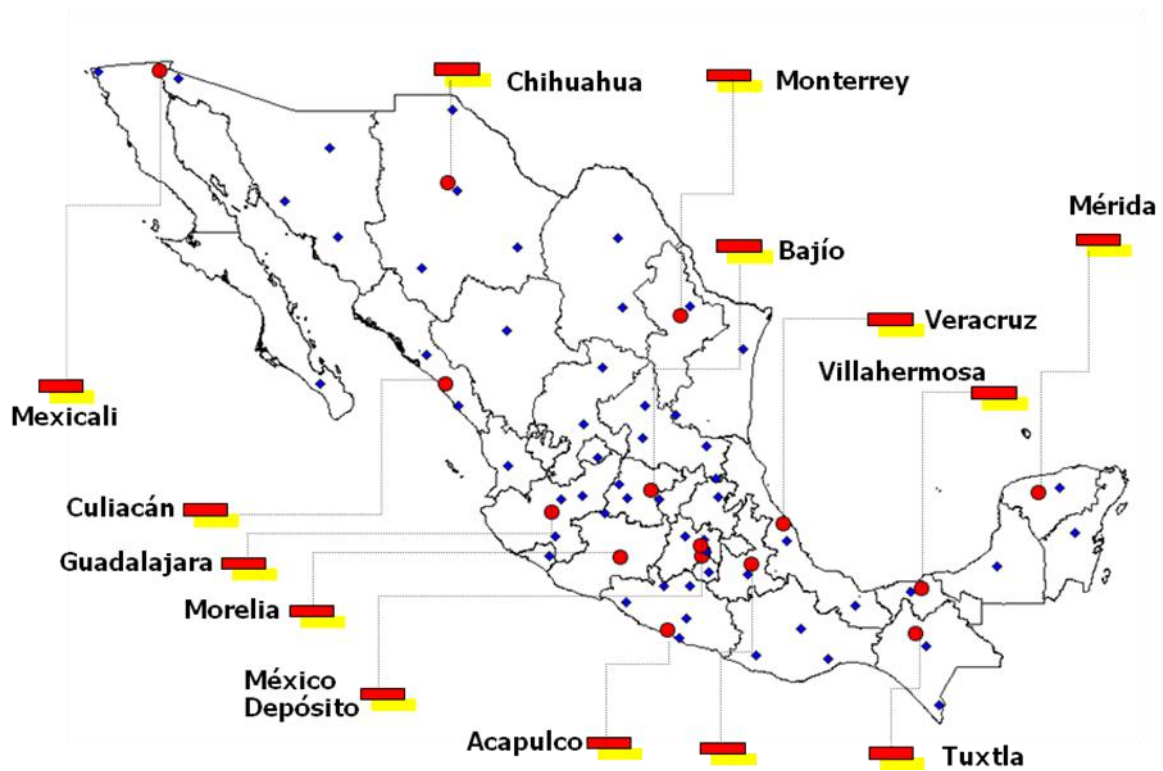 Chihuahua
Monterrey
Mérida
Bajío
Veracruz
Villahermosa
Mexicali
Culiacán
Guadalajara
Morelia
México
Depósito
Acapulco
Tuxtla